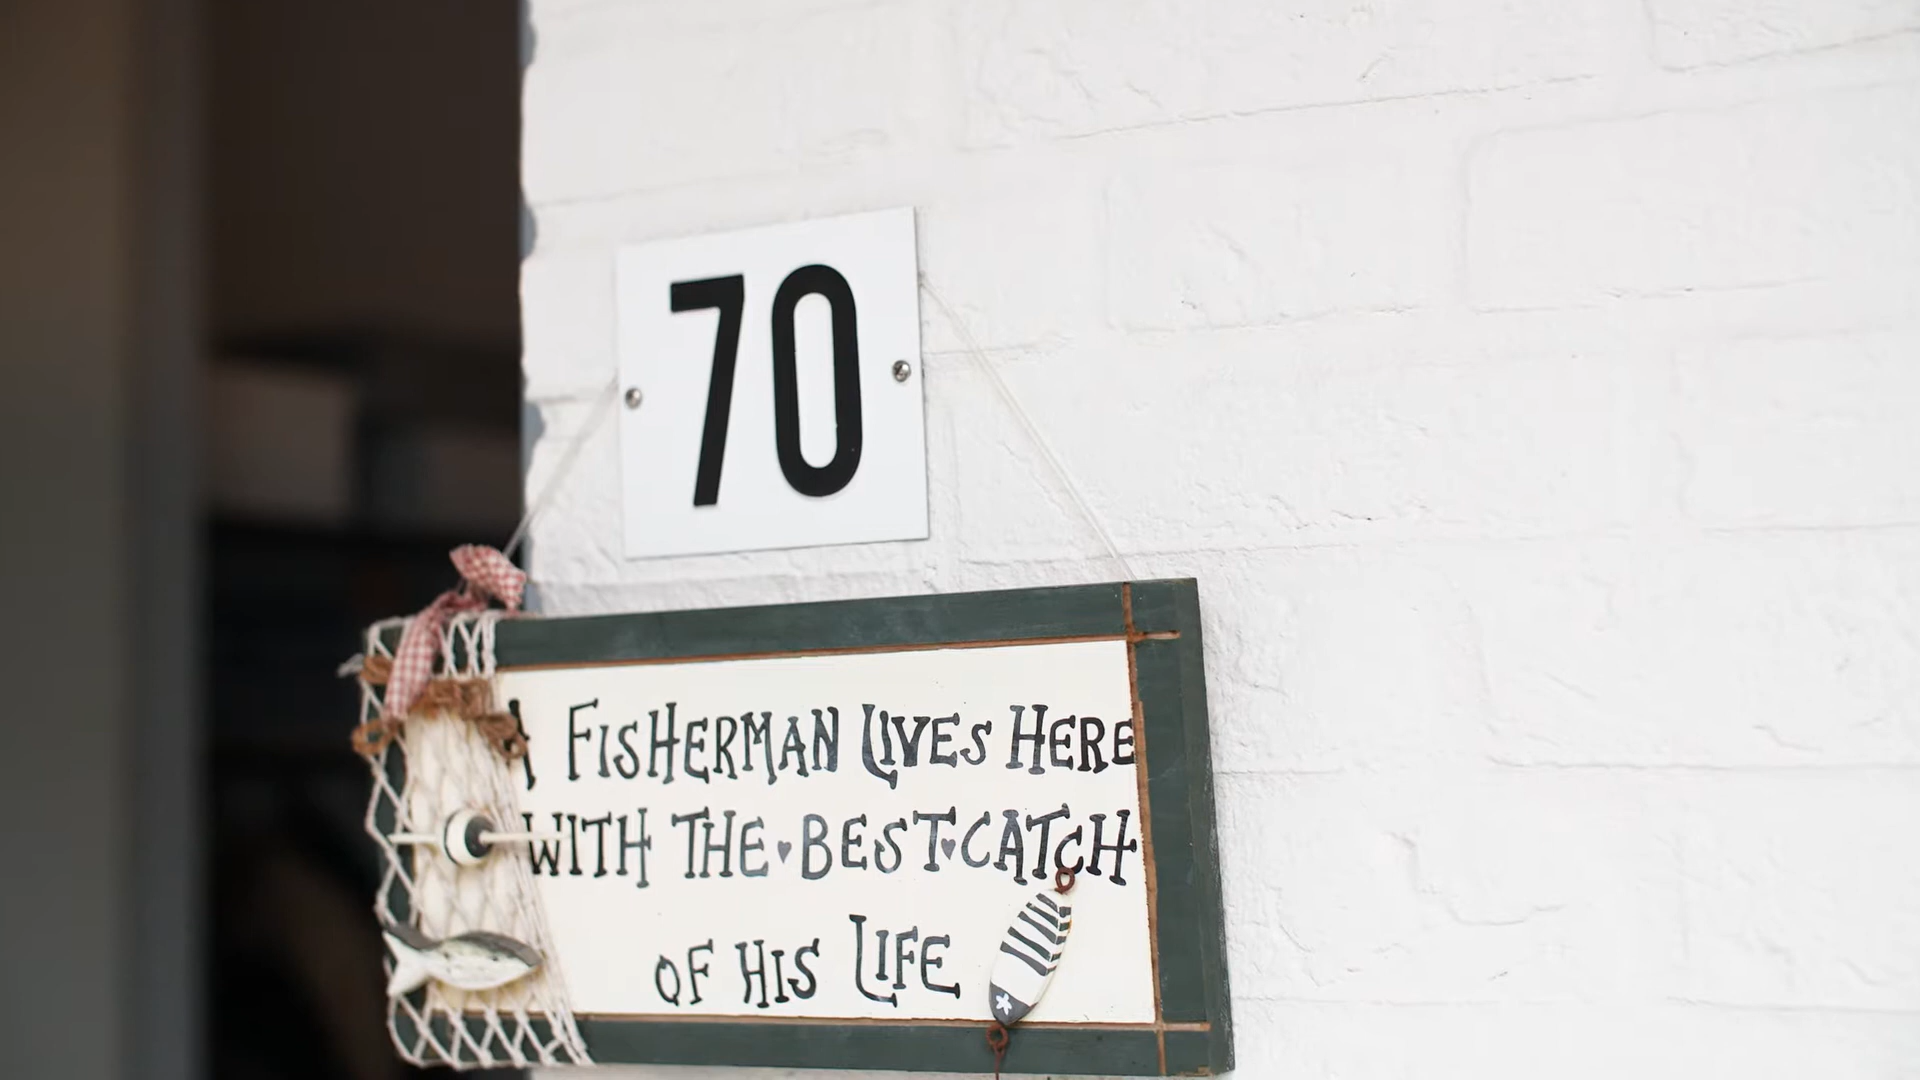 70
A FISHERMAN LIVES HERE
WITH THE♥BEST♥CATCH
OF HIS LIFE